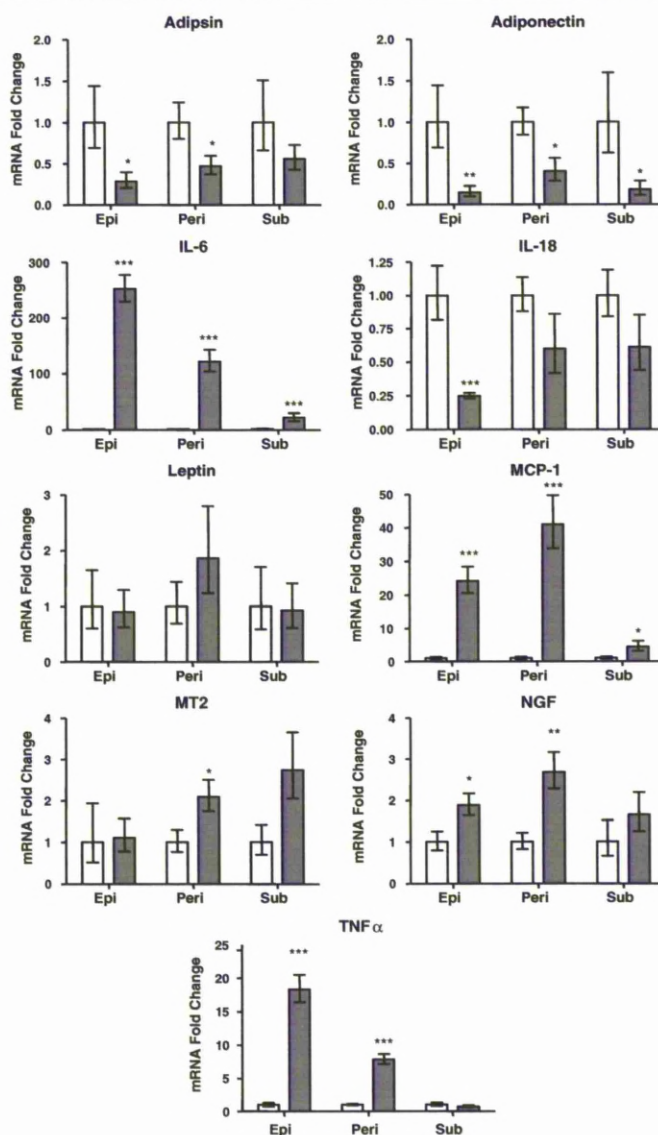 Adipsin
mRNA Fold Change
2.0
1.5
1.0
0.5
0.0
*
*
Epi Peri Sub
Adiponectin
mRNA Fold Change
2.0
1.5
1.0
0.5
0.0
**
*
*
Epi Peri Sub
IL-6
mRNA Fold Change
300
200
100
0
***
***
***
Epi Peri Sub
IL-18
mRNA Fold Change
1.25
1.00
0.75
0.50
0.25
0.00
***
Epi Peri Sub
Leptin
mRNA Fold Change
3
2
1
0
Epi Peri Sub
MCP-1
mRNA Fold Change
50
40
30
20
10
0
***
***
*
Epi Peri Sub
MT2
mRNA Fold Change
4
3
2
1
0
*
Epi Peri Sub
NGF
mRNA Fold Change
4
3
2
1
0
*
**
Epi Peri Sub
TNF α
mRNA Fold Change
25
20
15
10
5
0
***
***
Epi Peri Sub